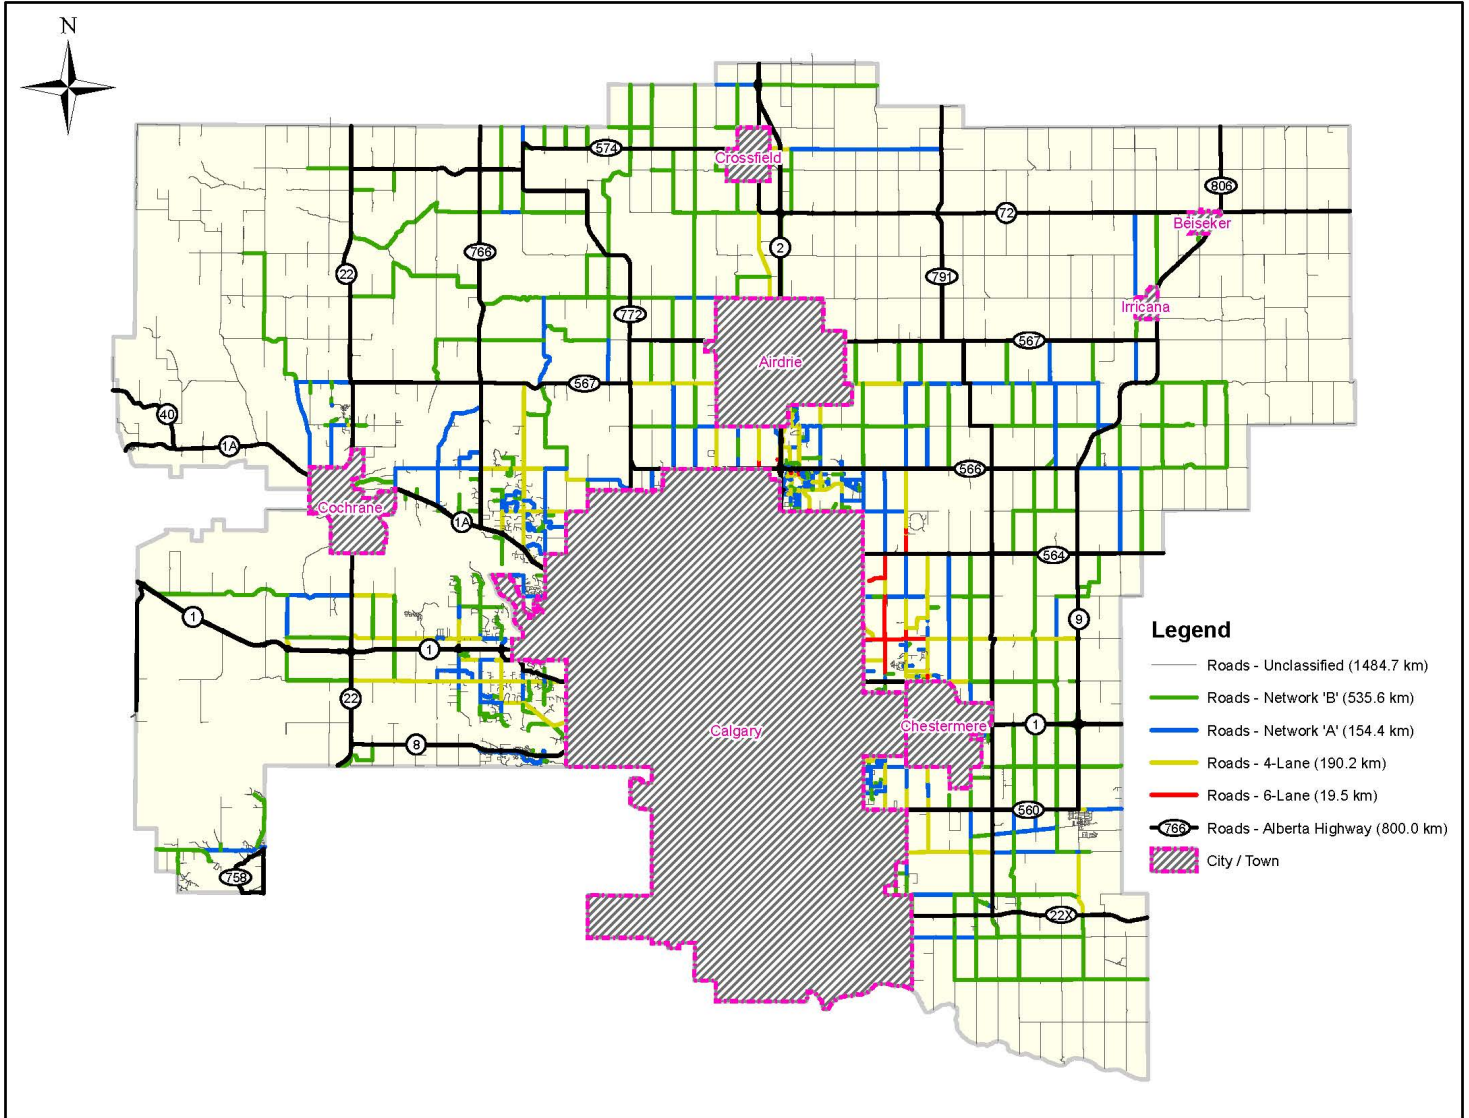 N
574
Crossfield
806
72
Beiseker
766
2
22
791
Irricana
772
567
Airdrie
567
40
1A
566
Cochrane
1A
564
1
9
1
22
Calgary
Chestermere
1
8
560
758
22X
Legend
Roads - Unclassified (1484.7 km)
Roads - Network 'B' (535.6 km)
Roads - Network 'A' (154.4 km)
Roads - 4-Lane (190.2 km)
Roads - 6-Lane (19.5 km)
766 Roads - Alberta Highway (800.0 km)
City / Town